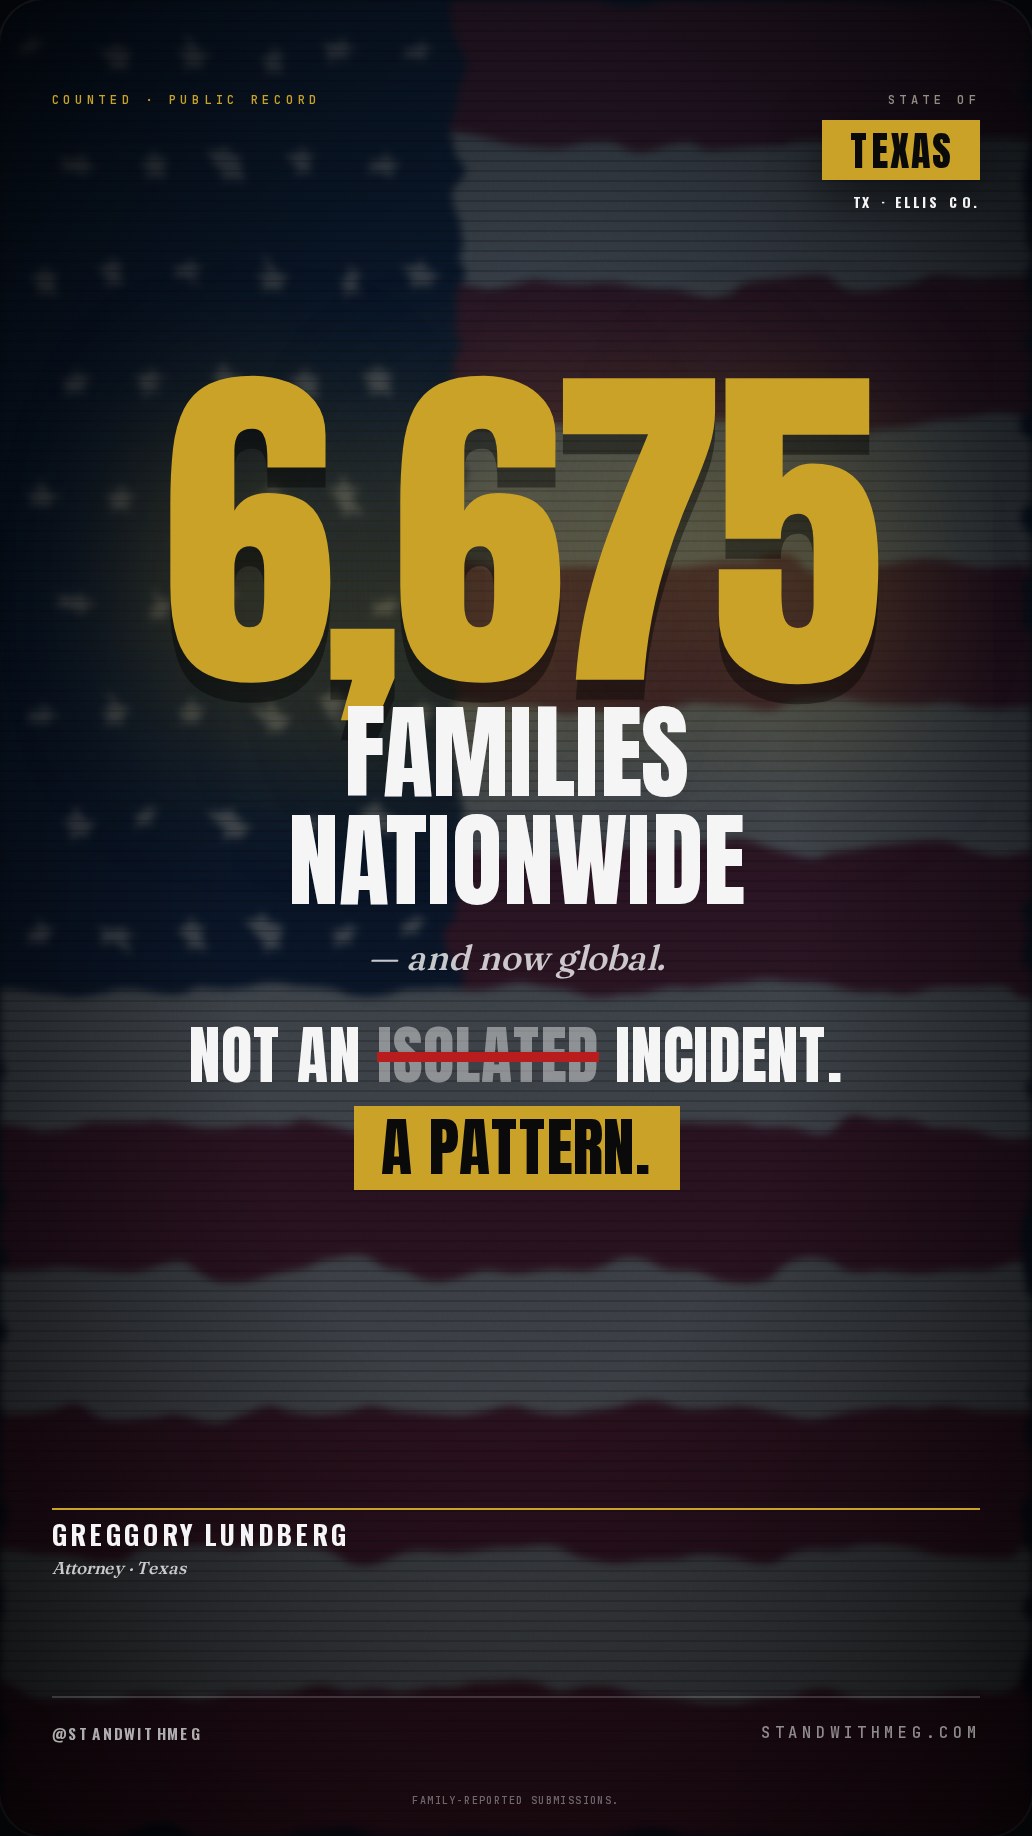 COUNTED · PUBLIC RECORD
STATE OF
TEXAS
TX · ELLIS CO.
6,675
FAMILIES
NATIONWIDE
— and now global.
NOT AN ISOLATED INCIDENT.
A PATTERN.
GREGGORY LUNDBERG
Attorney · Texas
@STANDWITHMEG
STANDWITHMEG.COM
FAMILY-REPORTED SUBMISSIONS.